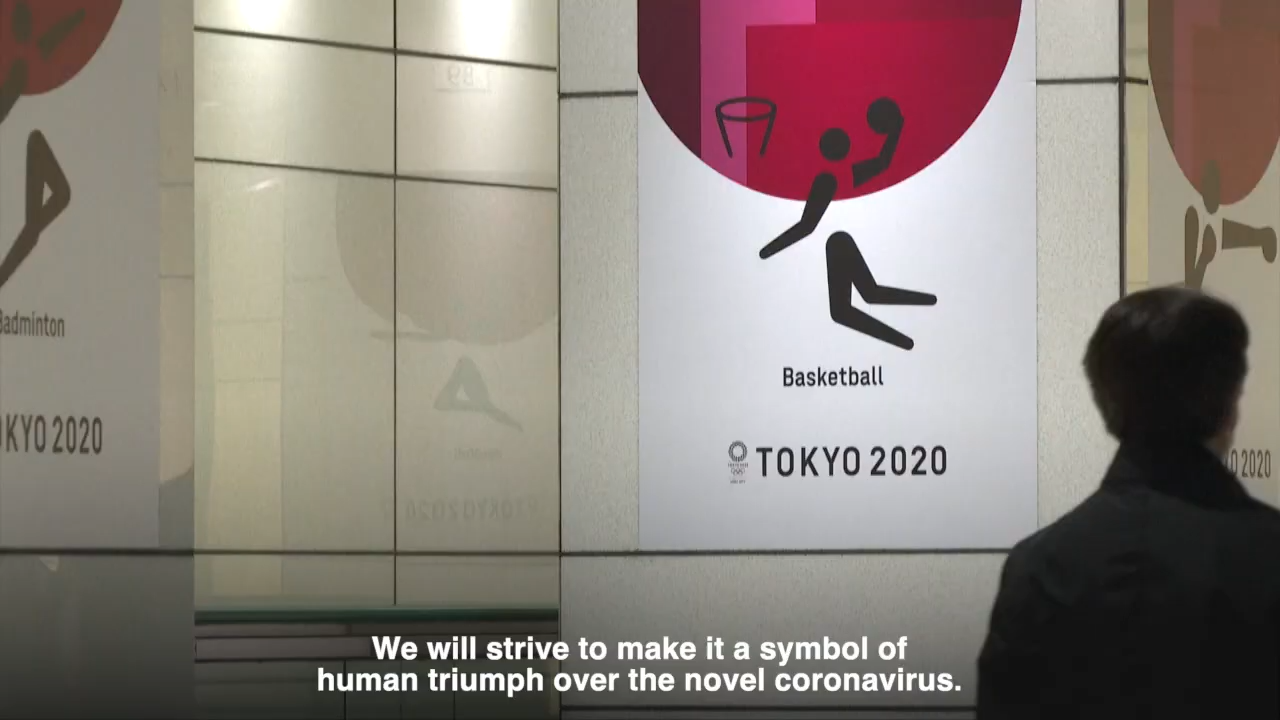 Badminton
OKYO 2020
Basketball
TOKYO 2020
2020
We will strive to make it a symbol of
human triumph over the novel coronavirus.